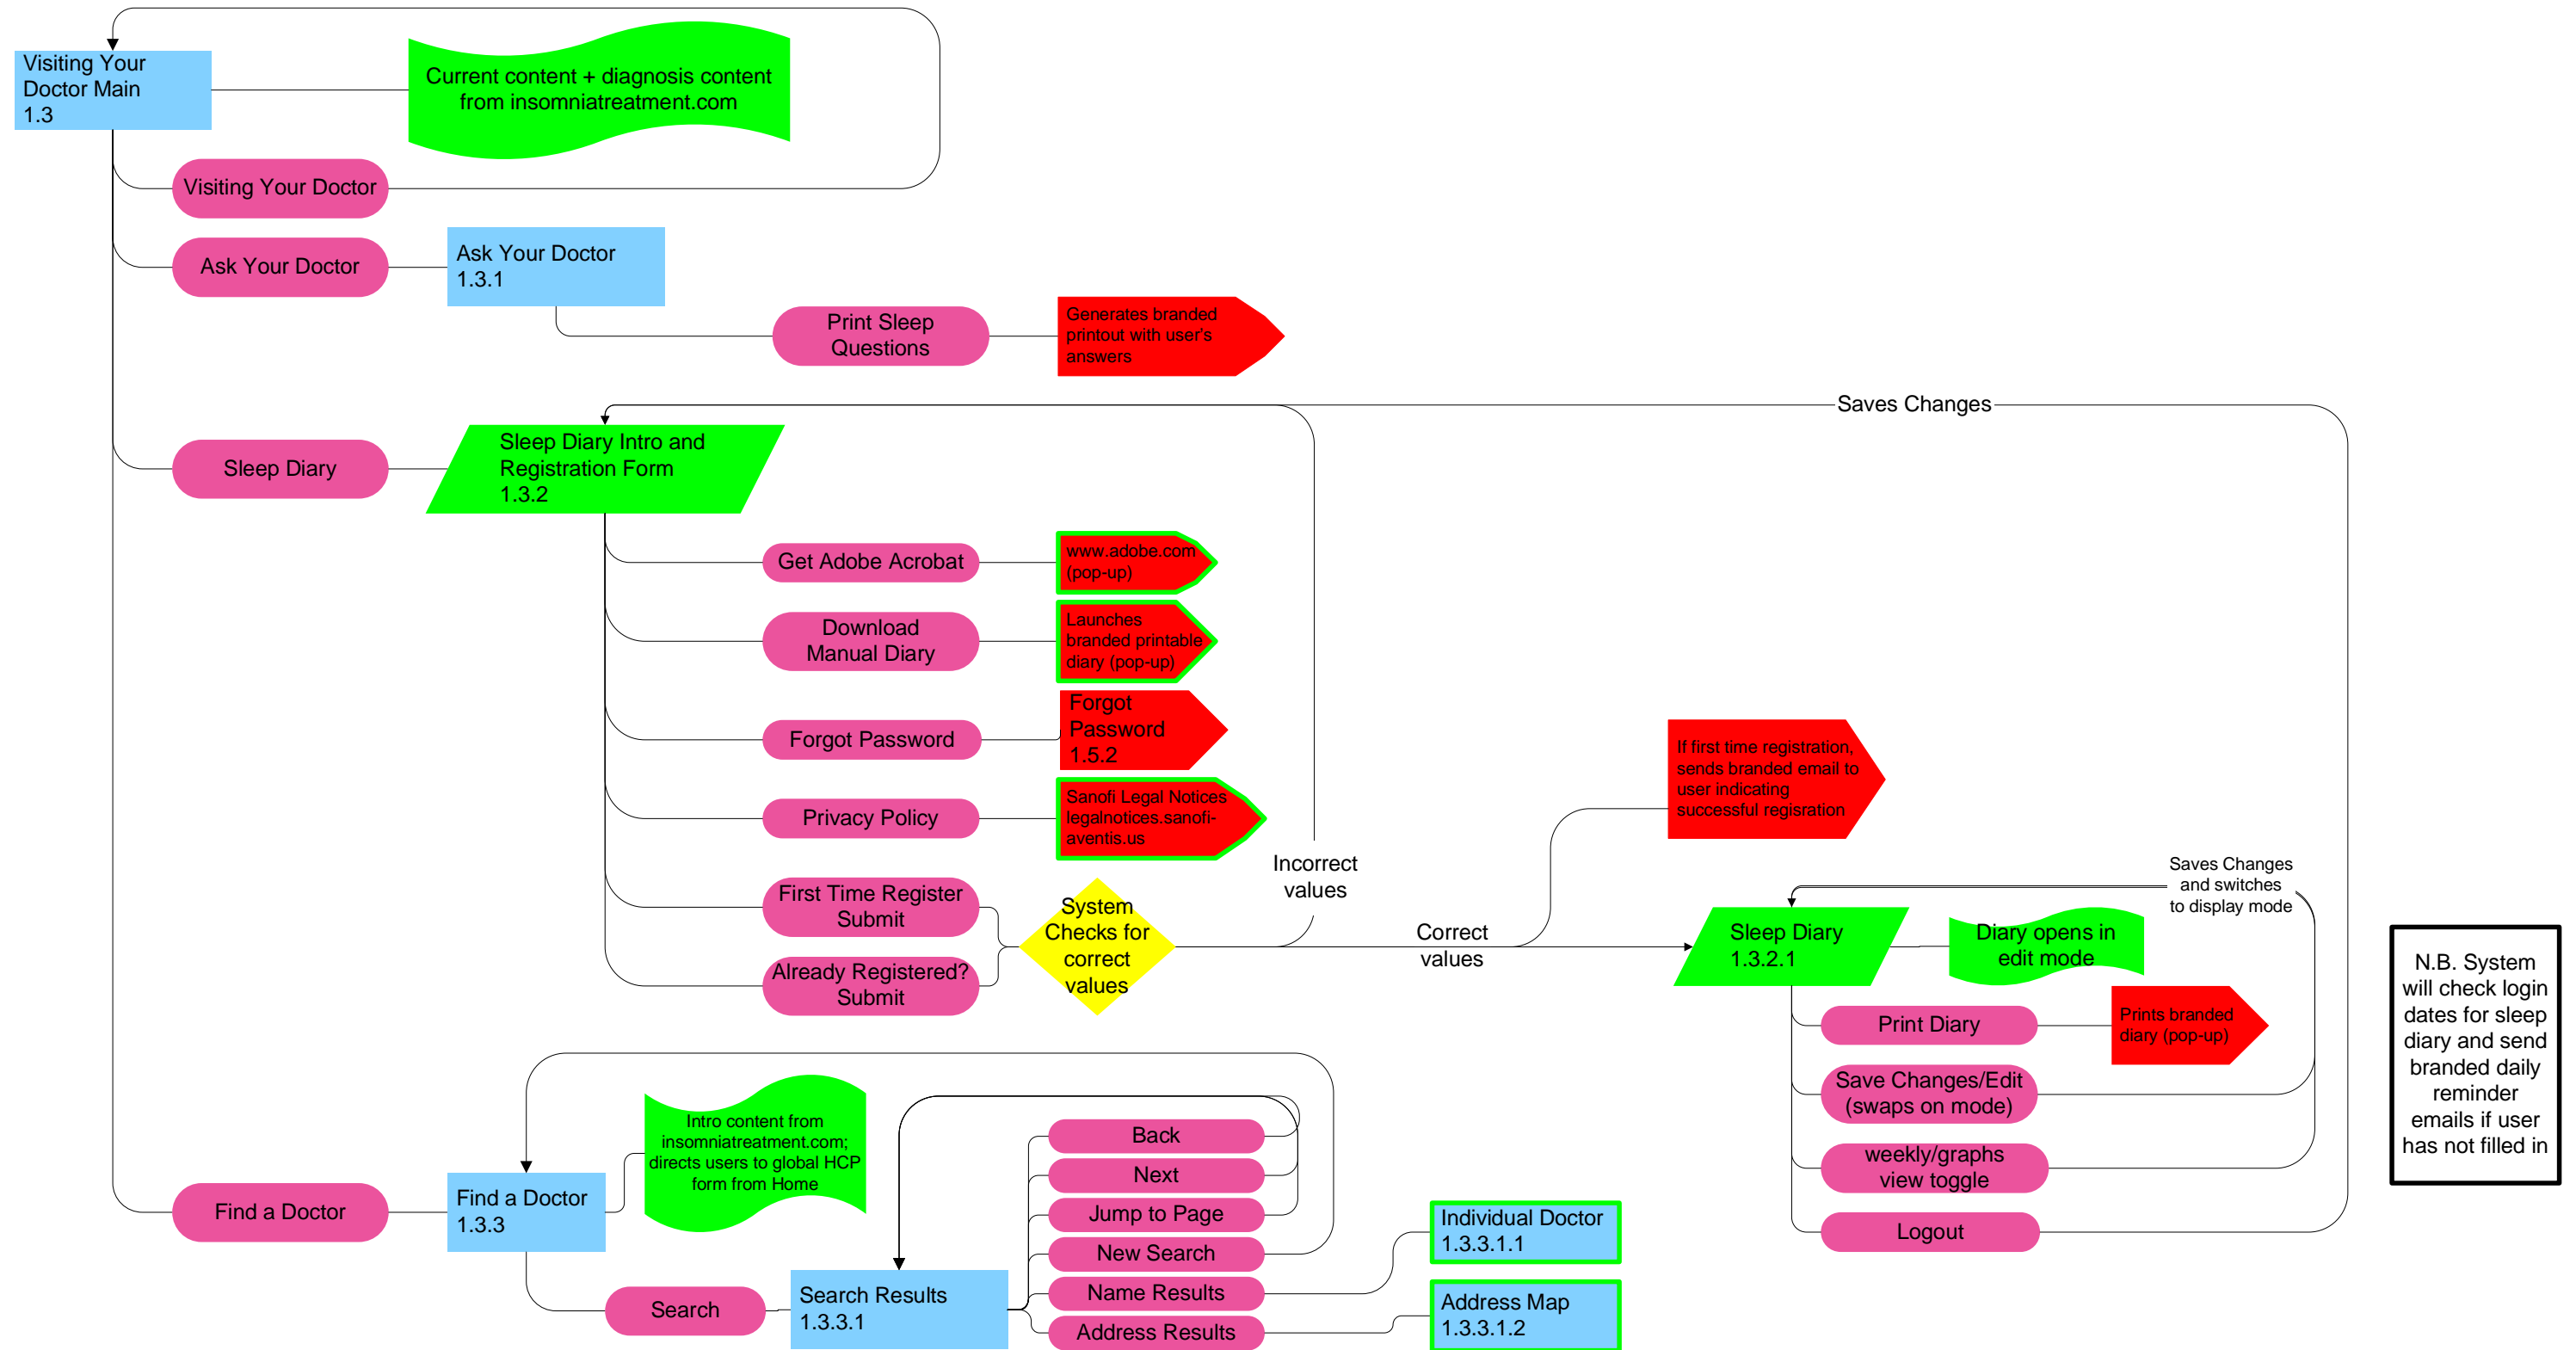 Visiting Your
Doctor Main
1.3
Current content + diagnosis content
from insomniatreatment.com
Visiting Your Doctor
Ask Your Doctor
Ask Your Doctor
1.3.1
Print Sleep
Questions
Generates branded
printout with user's
answers
Saves Changes
Sleep Diary
Sleep Diary Intro and
Registration Form
1.3.2
Get Adobe Acrobat
www.adobe.com
(pop-up)
Download
Manual Diary
Launches
branded printable
diary (pop-up)
Forgot Password
Forgot
Password
1.5.2
Privacy Policy
Sanofi Legal Notices
legalnotices.sanofi-
aventis.us
First Time Register
Submit
Already Registered?
Submit
System
Checks for
correct
values
Incorrect
values
Correct
values
If first time registration,
sends branded email to
user indicating
successful regisration
Saves Changes
and switches
to display mode
Sleep Diary
1.3.2.1
Diary opens in
edit mode
Print Diary
Prints branded
diary (pop-up)
Save Changes/Edit
(swaps on mode)
weekly/graphs
view toggle
Logout
N.B. System
will check login
dates for sleep
diary and send
branded daily
reminder
emails if user
has not filled in
Find a Doctor
Find a Doctor
1.3.3
Intro content from
insomniatreatment.com;
directs users to global HCP
form from Home
Search
Search Results
1.3.3.1
Back
Next
Jump to Page
New Search
Name Results
Address Results
Individual Doctor
1.3.3.1.1
Address Map
1.3.3.1.2